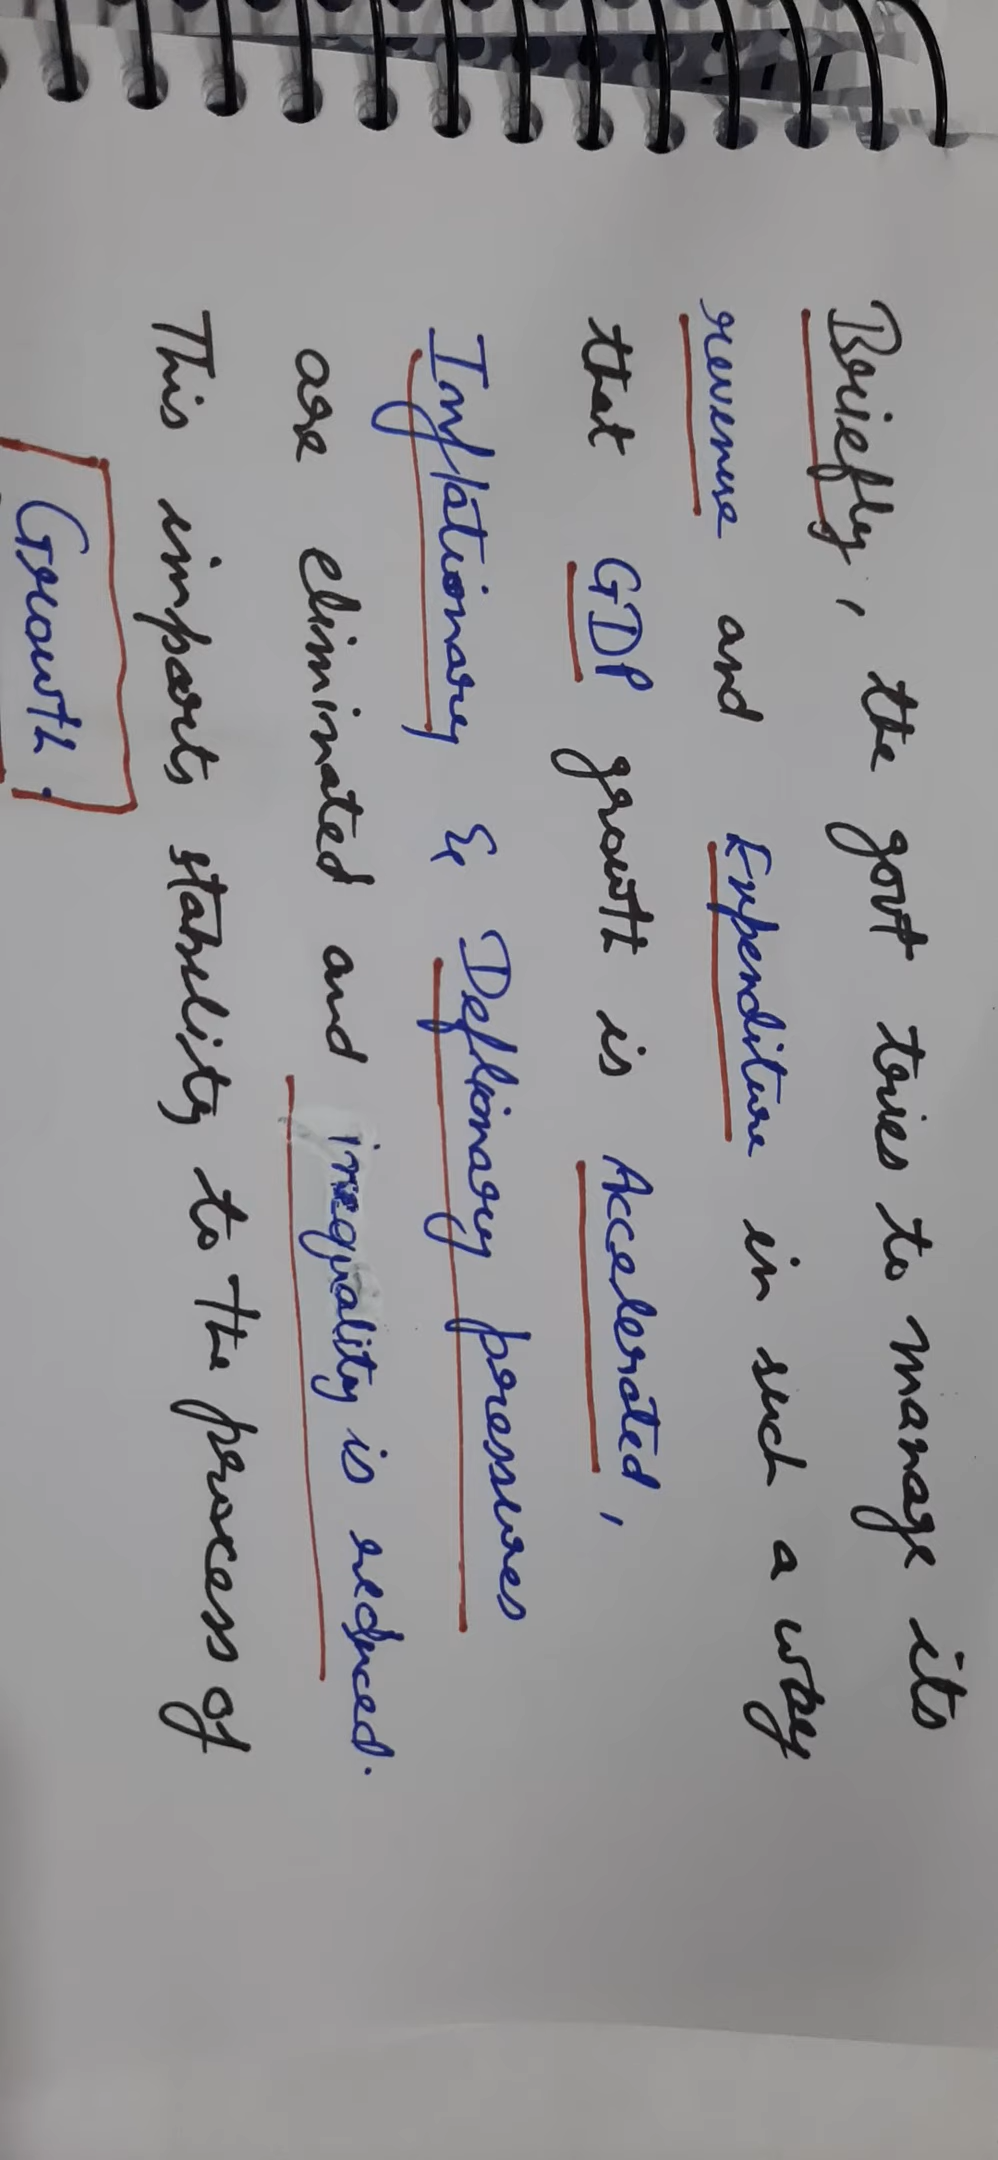 Briefly, the govt tries to manage its
revenue and Expenditure in such a way
that GDP growth is Accelerated,
Inflationary & Deflionary pressures
are eliminated and inequality is reduced.
This imparts stability to the process of
Growth.